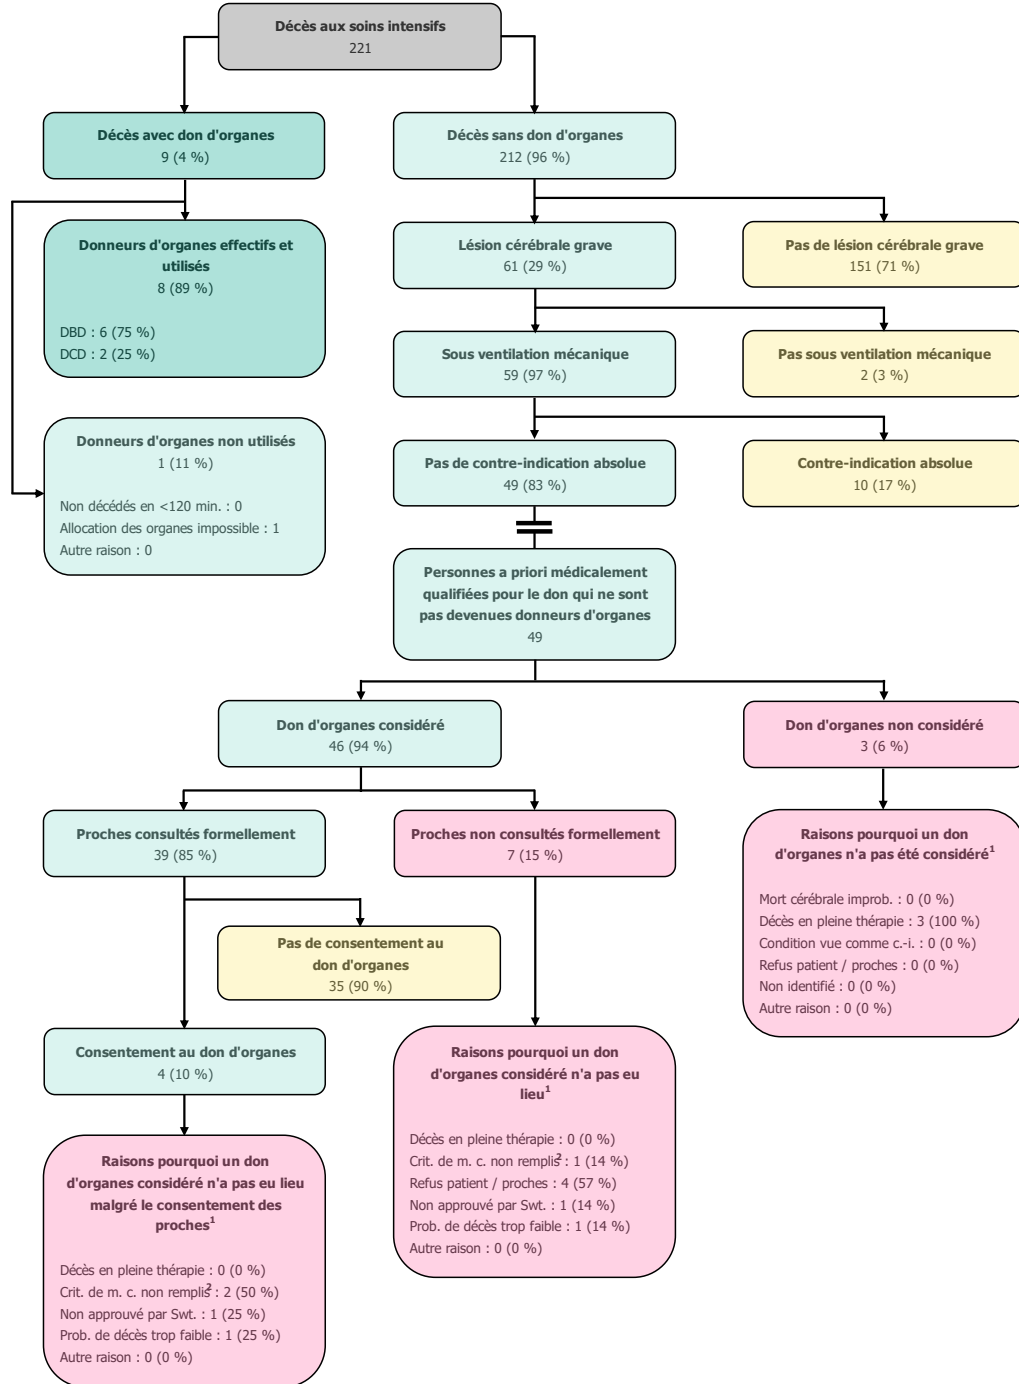 Décès aux soins intensifs
221
Décès avec don d'organes
9 (4 %)
Décès sans don d'organes
212 (96 %)
Donneurs d'organes effectifs et
utilisés
8 (89 %)
DBD : 6 (75 %)
DCD : 2 (25 %)
Lésion cérébrale grave
61 (29 %)
Pas de lésion cérébrale grave
151 (71 %)
Sous ventilation mécanique
59 (97 %)
Pas sous ventilation mécanique
2 (3 %)
Donneurs d'organes non utilisés
1 (11 %)
Non décédés en <120 min. : 0
Allocation des organes impossible : 1
Autre raison : 0
Pas de contre-indication absolue
49 (83 %)
Contre-indication absolue
10 (17 %)
Personnes a priori médicalement
qualifiées pour le don qui ne sont
pas devenues donneurs d'organes
49
Don d'organes considéré
46 (94 %)
Don d'organes non considéré
3 (6 %)
Proches consultés formellement
39 (85 %)
Proches non consultés formellement
7 (15 %)
Raisons pourquoi un don
d'organes n'a pas été considéré¹
Mort cérébrale improb. : 0 (0 %)
Décès en pleine thérapie : 3 (100 %)
Condition vue comme c.-i. : 0 (0 %)
Refus patient / proches : 0 (0 %)
Non identifié : 0 (0 %)
Autre raison : 0 (0 %)
Pas de consentement au
don d'organes
35 (90 %)
Consentement au don d'organes
4 (10 %)
Raisons pourquoi un don
d'organes considéré n'a pas eu
lieu¹
Décès en pleine thérapie : 0 (0 %)
Crit. de m. c. non remplis² : 1 (14 %)
Refus patient / proches : 4 (57 %)
Non approuvé par Swt. : 1 (14 %)
Prob. de décès trop faible : 1 (14 %)
Autre raison : 0 (0 %)
Raisons pourquoi un don
d'organes considéré n'a pas eu lieu
malgré le consentement des
proches¹
Décès en pleine thérapie : 0 (0 %)
Crit. de m. c. non remplis² : 2 (50 %)
Non approuvé par Swt. : 1 (25 %)
Prob. de décès trop faible : 1 (25 %)
Autre raison : 0 (0 %)